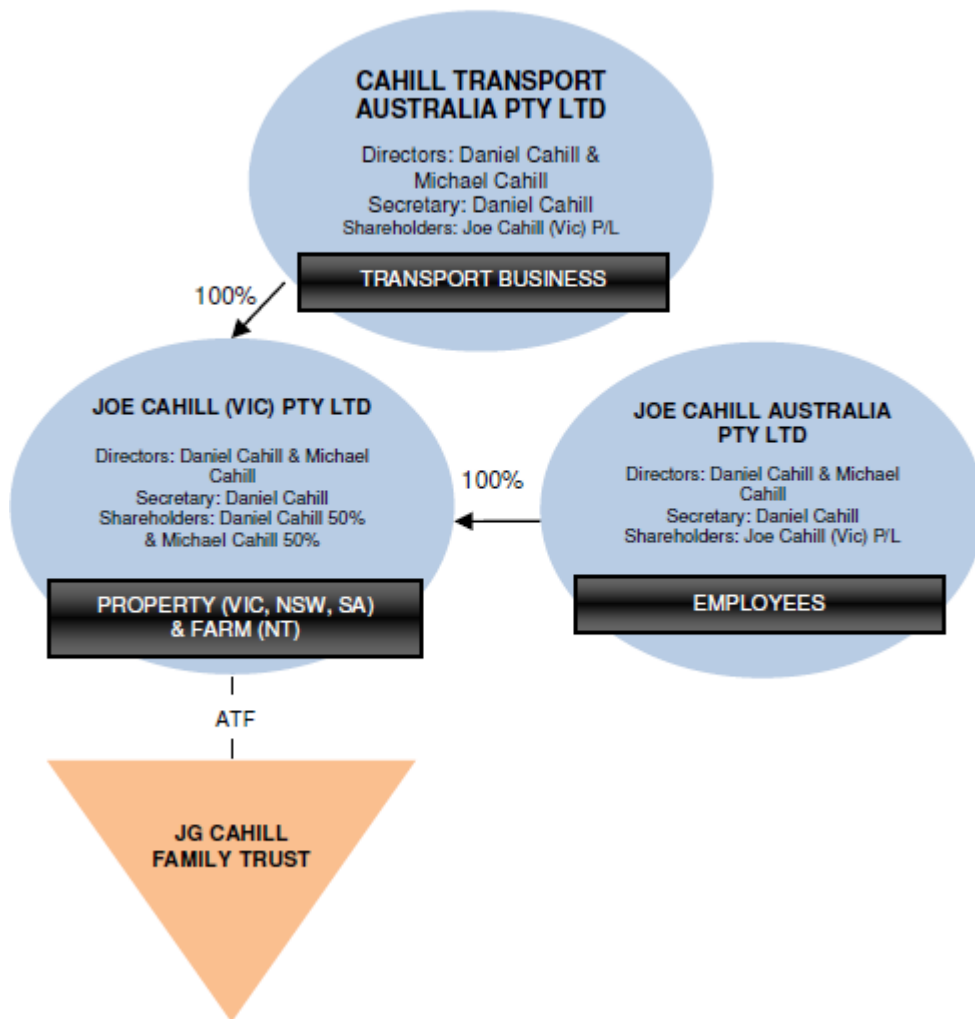 CAHILL TRANSPORT
AUSTRALIA PTY LTD
Directors: Daniel Cahill &
Michael Cahill
Secretary: Daniel Cahill
Shareholders: Joe Cahill (Vic) P/L
TRANSPORT BUSINESS
100%
JOE CAHILL (VIC) PTY LTD
Directors: Daniel Cahill & Michael
Cahill
Secretary: Daniel Cahill
Shareholders: Daniel Cahill 50%
& Michael Cahill 50%
PROPERTY (VIC, NSW, SA)
& FARM (NT)
100%
JOE CAHILL AUSTRALIA
PTY LTD
Directors: Daniel Cahill & Michael
Cahill
Secretary: Daniel Cahill
Shareholders: Joe Cahill (Vic) P/L
EMPLOYEES
ATF
JG CAHILL
FAMILY TRUST